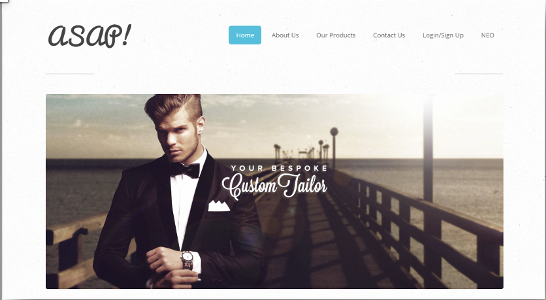 ASAP!
Home About Us Our Products Contact Us Login/Sign Up NEO
YOUR BESPOKE
Custom Tailor